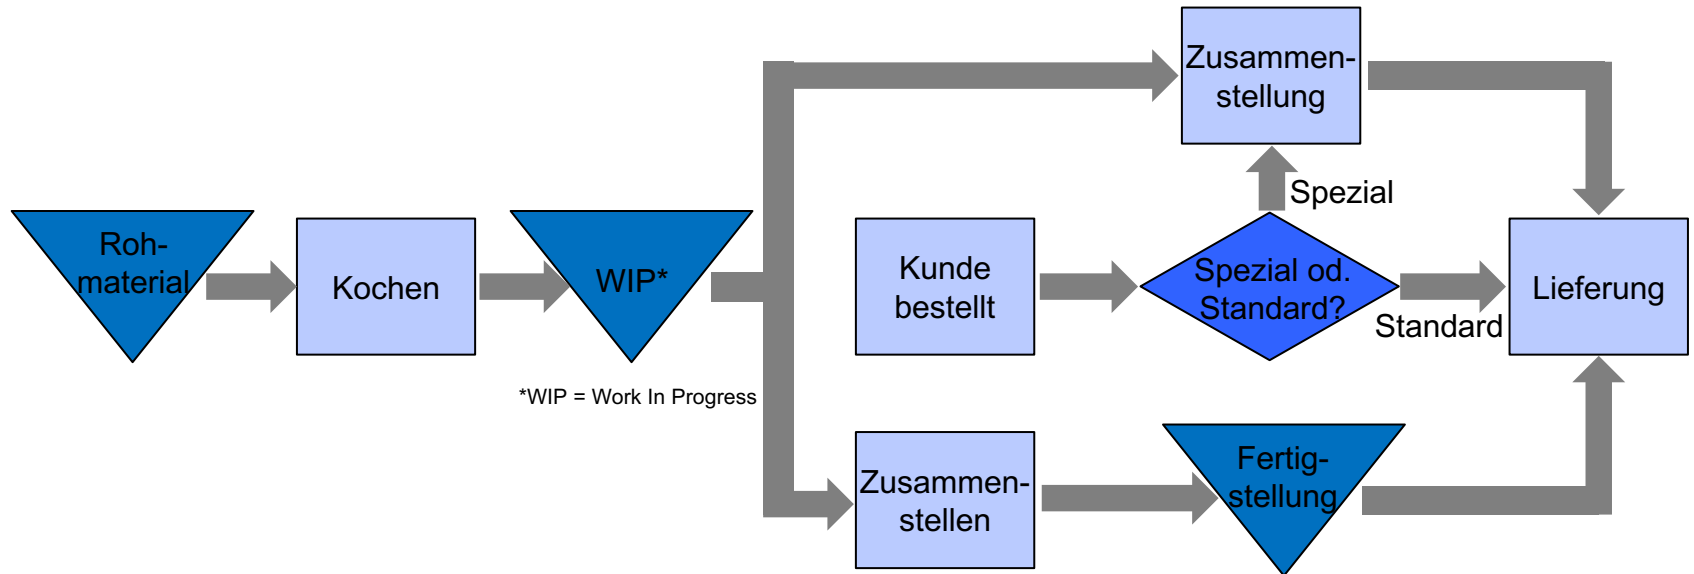 Zusammen-
stellung
Spezial
Roh-
material
Kochen
WIP*
Kunde
bestellt
Spezial od.
Standard?
Standard
Lieferung
*WIP = Work In Progress
Zusammen-
stellen
Fertig-
stellung